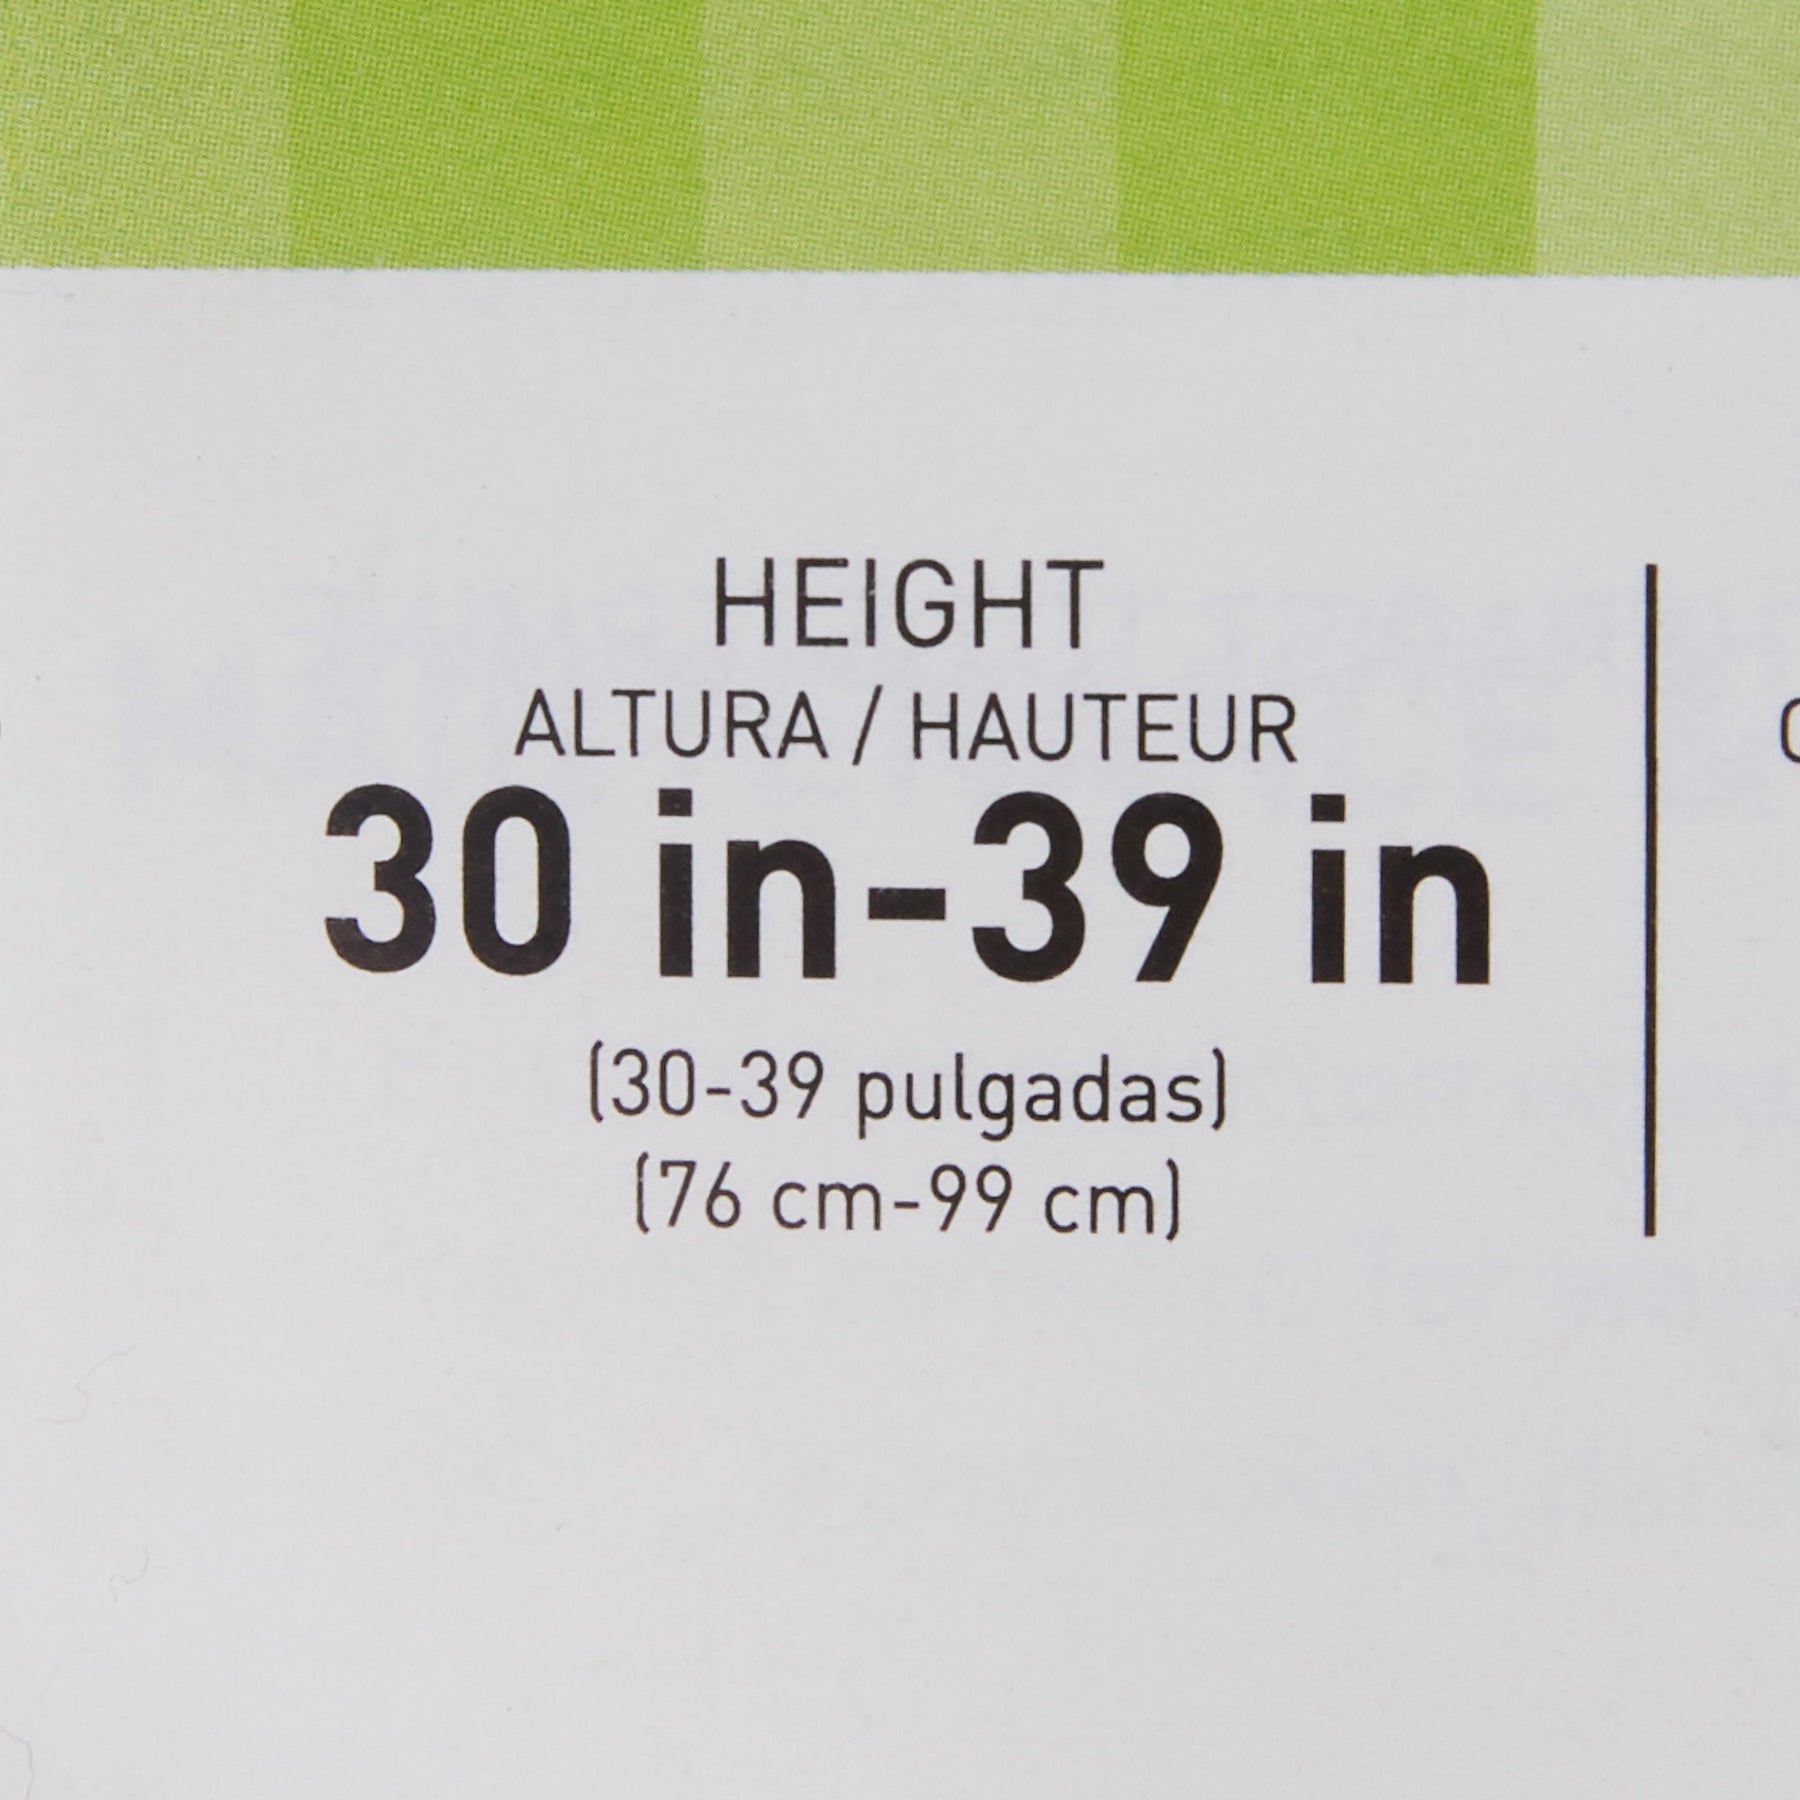 HEIGHT
ALTURA / HAUTEUR
30 in-39 in
(30-39 pulgadas)
(76 cm-99 cm)